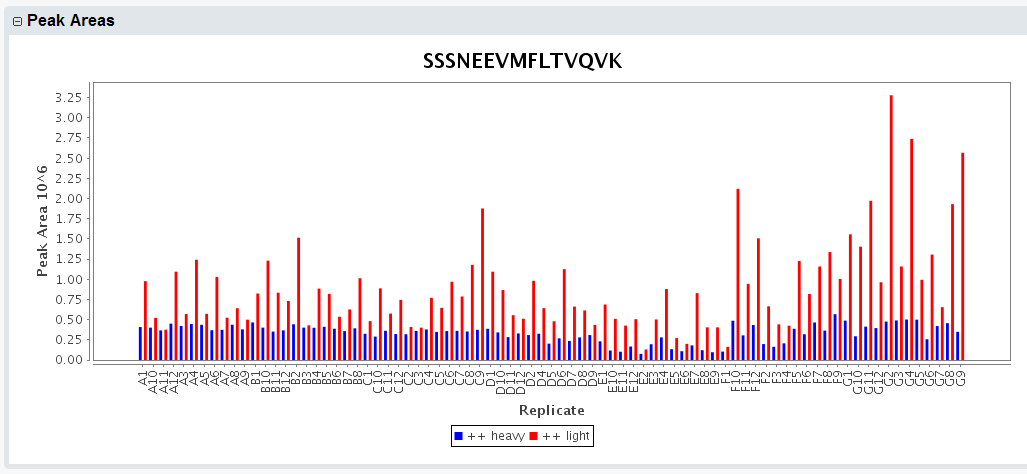 Peak Areas
SSSNEEVMFLTVQVK
Peak Area 10^6
3.25
3.00
2.75
2.50
2.25
2.00
1.75
1.50
1.25
1.00
0.75
0.50
0.25
0.00
A1 A10 A11 A12 A3 A4 A5 A6 A7 A8 A9 B1 B10 B11 B12 B2 B3 B4 B5 B6 B7 B8 C1 C10 C11 C12 C2 C3 C4 C5 C6 C7 C8 C9 D1 D10 D11 D12 D2 D4 D5 D6 D7 D8 D9 E1 E10 E11 E12 E2 E3 E4 E5 E6 E7 E8 E9 F1 F10 F11 F12 F2 F3 F4 F5 F6 F7 F8 F9 G1 G10 G11 G12 G2 G3 G4 G5 G6 G7 G8 G9
Replicate
++ heavy ++ light